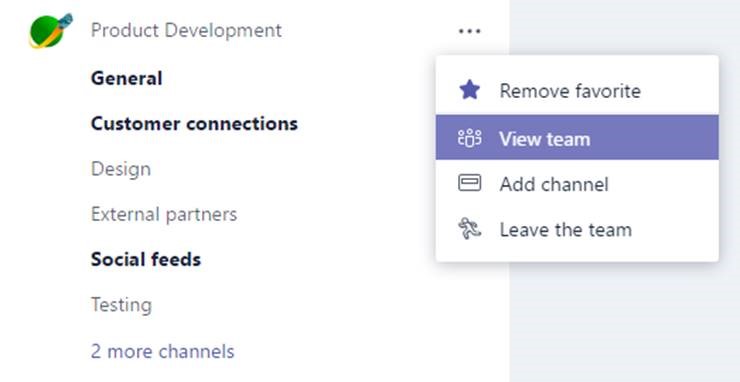 Product Development
...
General
Remove favorite
Customer connections
View team
Design
Add channel
External partners
Leave the team
Social feeds
Testing
2 more channels